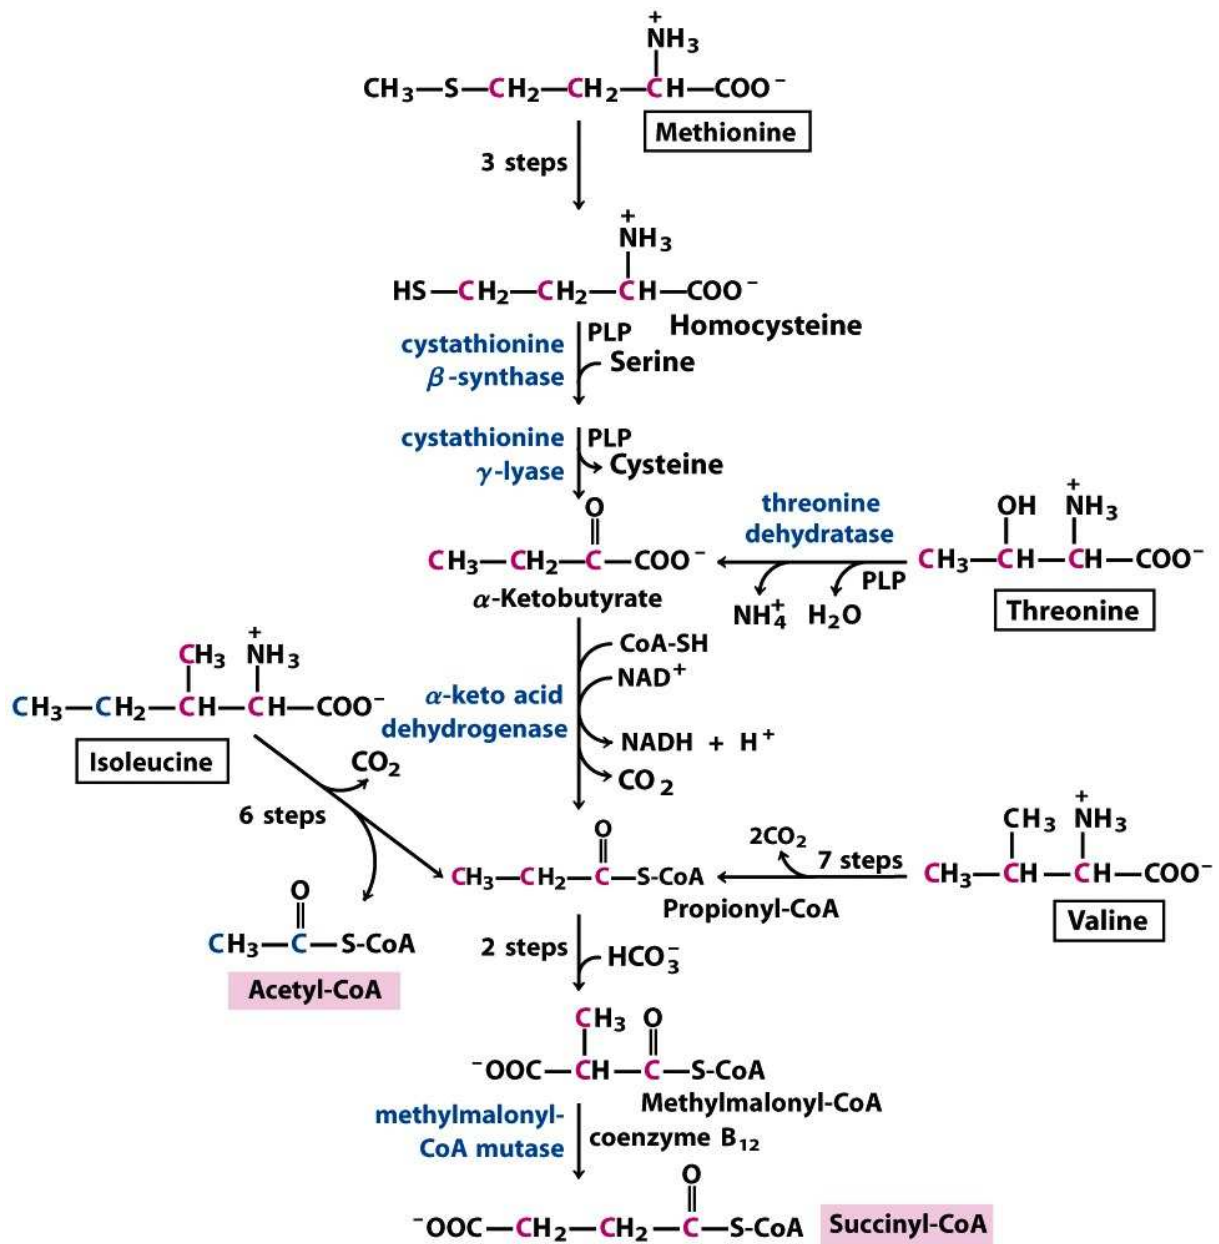 +
NH3
CH3—S—CH2—CH2—CH—COO−
Methionine
3 steps
+
NH3
HS—CH2—CH2—CH—COO−
Homocysteine
cystathionine
β-synthase
PLP
Serine
cystathionine
γ-lyase
PLP
Cysteine
O
CH3—CH2—C—COO−
α-Ketobutyrate
threonine
dehydratase
NH4+
H2O
PLP
+
OH NH3
CH3—CH—CH—COO−
Threonine
CoA-SH
NAD+
α-keto acid
dehydrogenase
NADH + H+
CO2
+
CH3 NH3
CH3—CH2—CH—CH—COO−
Isoleucine
CO2
6 steps
O
CH3—C—S-CoA
Acetyl-CoA
O
CH3—CH2—C—S-CoA
Propionyl-CoA
2CO2
7 steps
+
CH3 NH3
CH3—CH—CH—COO−
Valine
2 steps
HCO3−
CH3 O
−OOC—CH—C—S-CoA
Methylmalonyl-CoA
methylmalonyl-
CoA mutase
coenzyme B12
O
−OOC—CH2—CH2—C—S-CoA
Succinyl-CoA